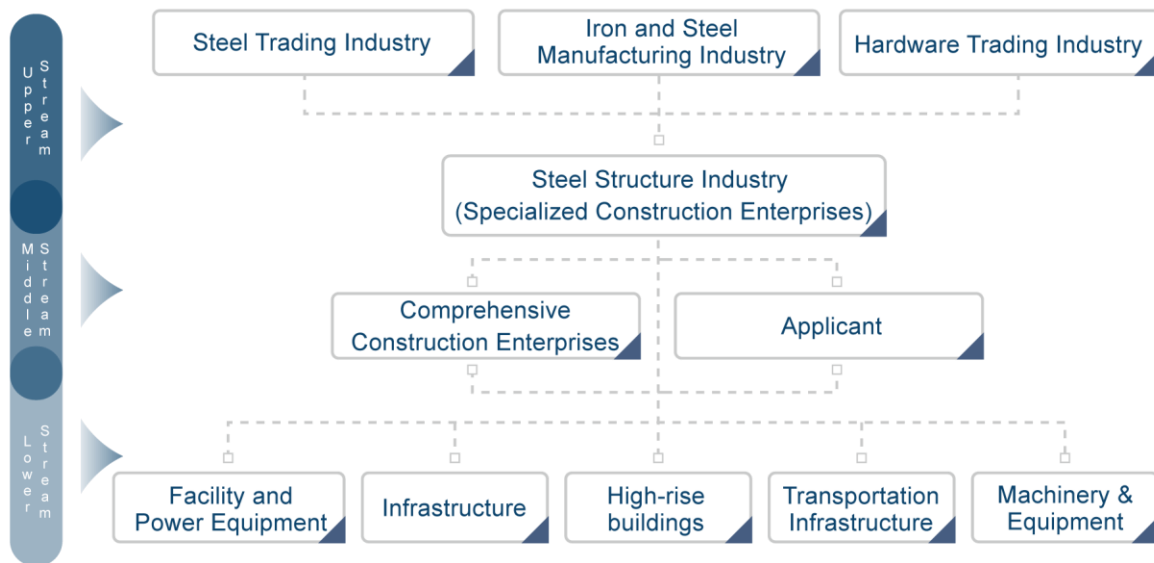 Steel Trading Industry
Iron and Steel
Manufacturing Industry
Hardware Trading Industry
Upper
Stream
Steel Structure Industry
(Specialized Construction Enterprises)
Middle
Stream
Comprehensive
Construction Enterprises
Applicant
Lower
Stream
Facility and
Power Equipment
Infrastructure
High-rise
buildings
Transportation
Infrastructure
Machinery &
Equipment